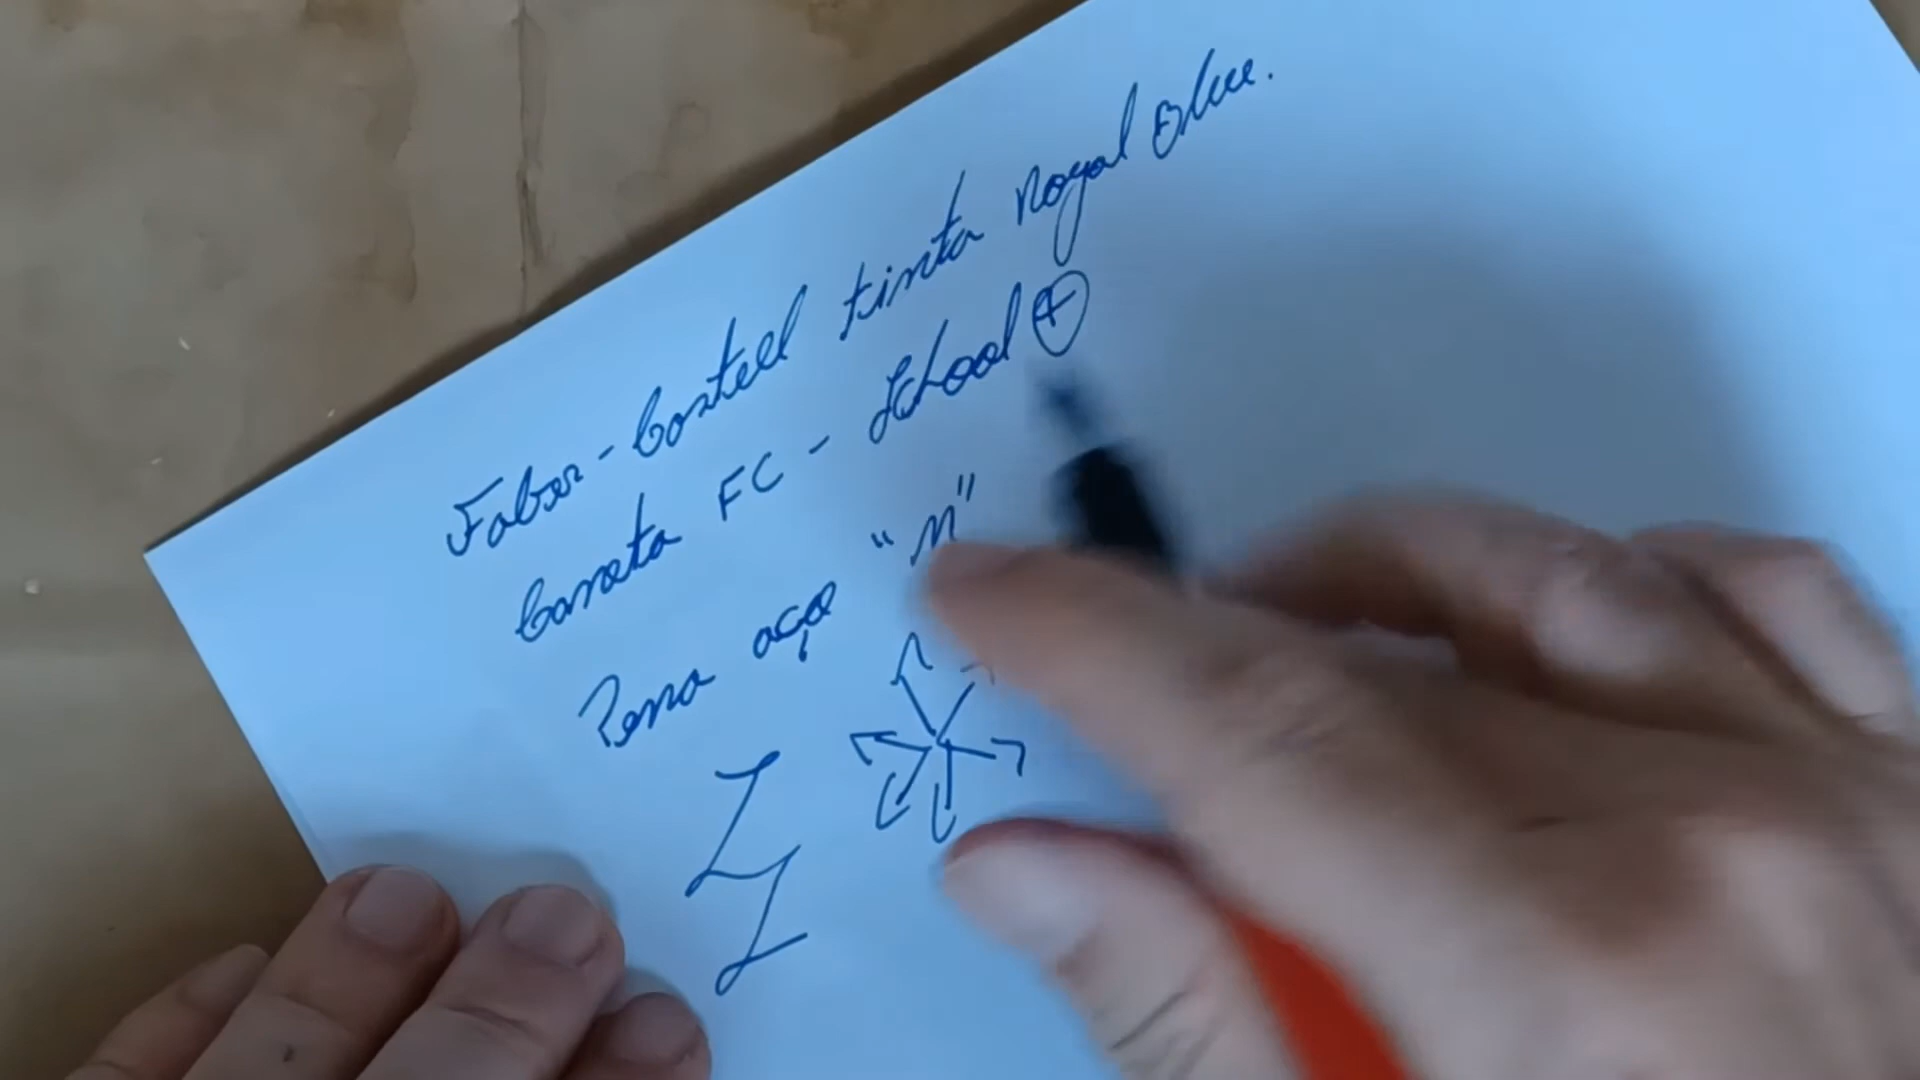 Faber-Castell tinta Royal Blue.
Caneta FC - School +
Pena aço "M"